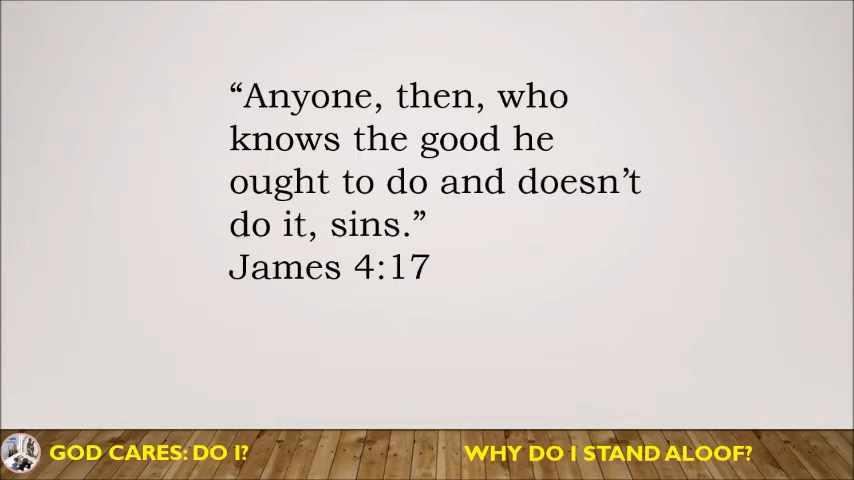 “Anyone, then, who
knows the good he
ought to do and doesn’t
do it, sins.”
James 4:17
GOD CARES: DO I?
WHY DO I STAND ALOOF?